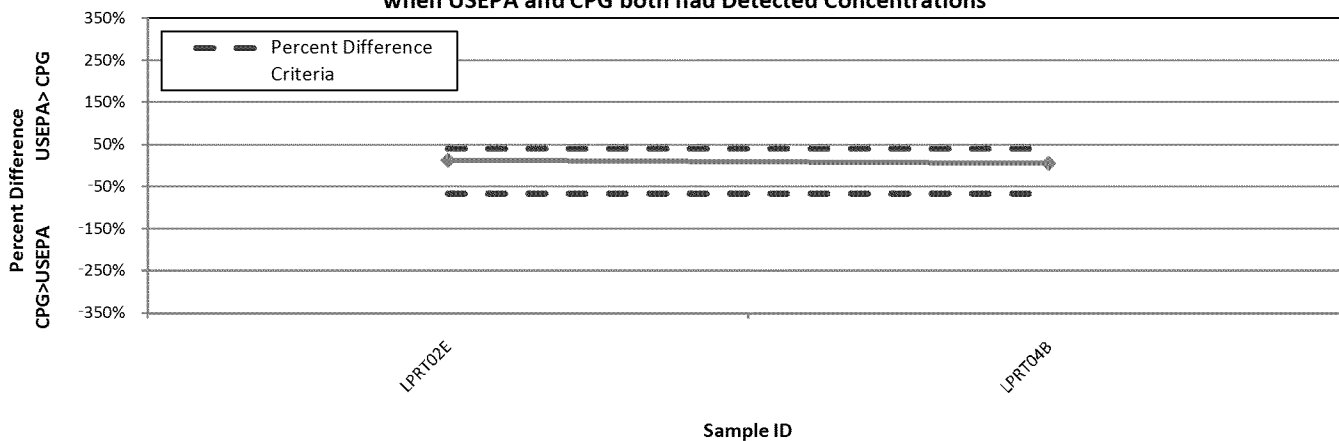 when USEPA and CPG both had Detected Concentrations
350%
250%
150%
50%
-50%
-150%
-250%
-350%
Percent Difference
CPG>USEPA USEPA> CPG
Percent Difference
Criteria
LPRT02E
LPRT04B
Sample ID